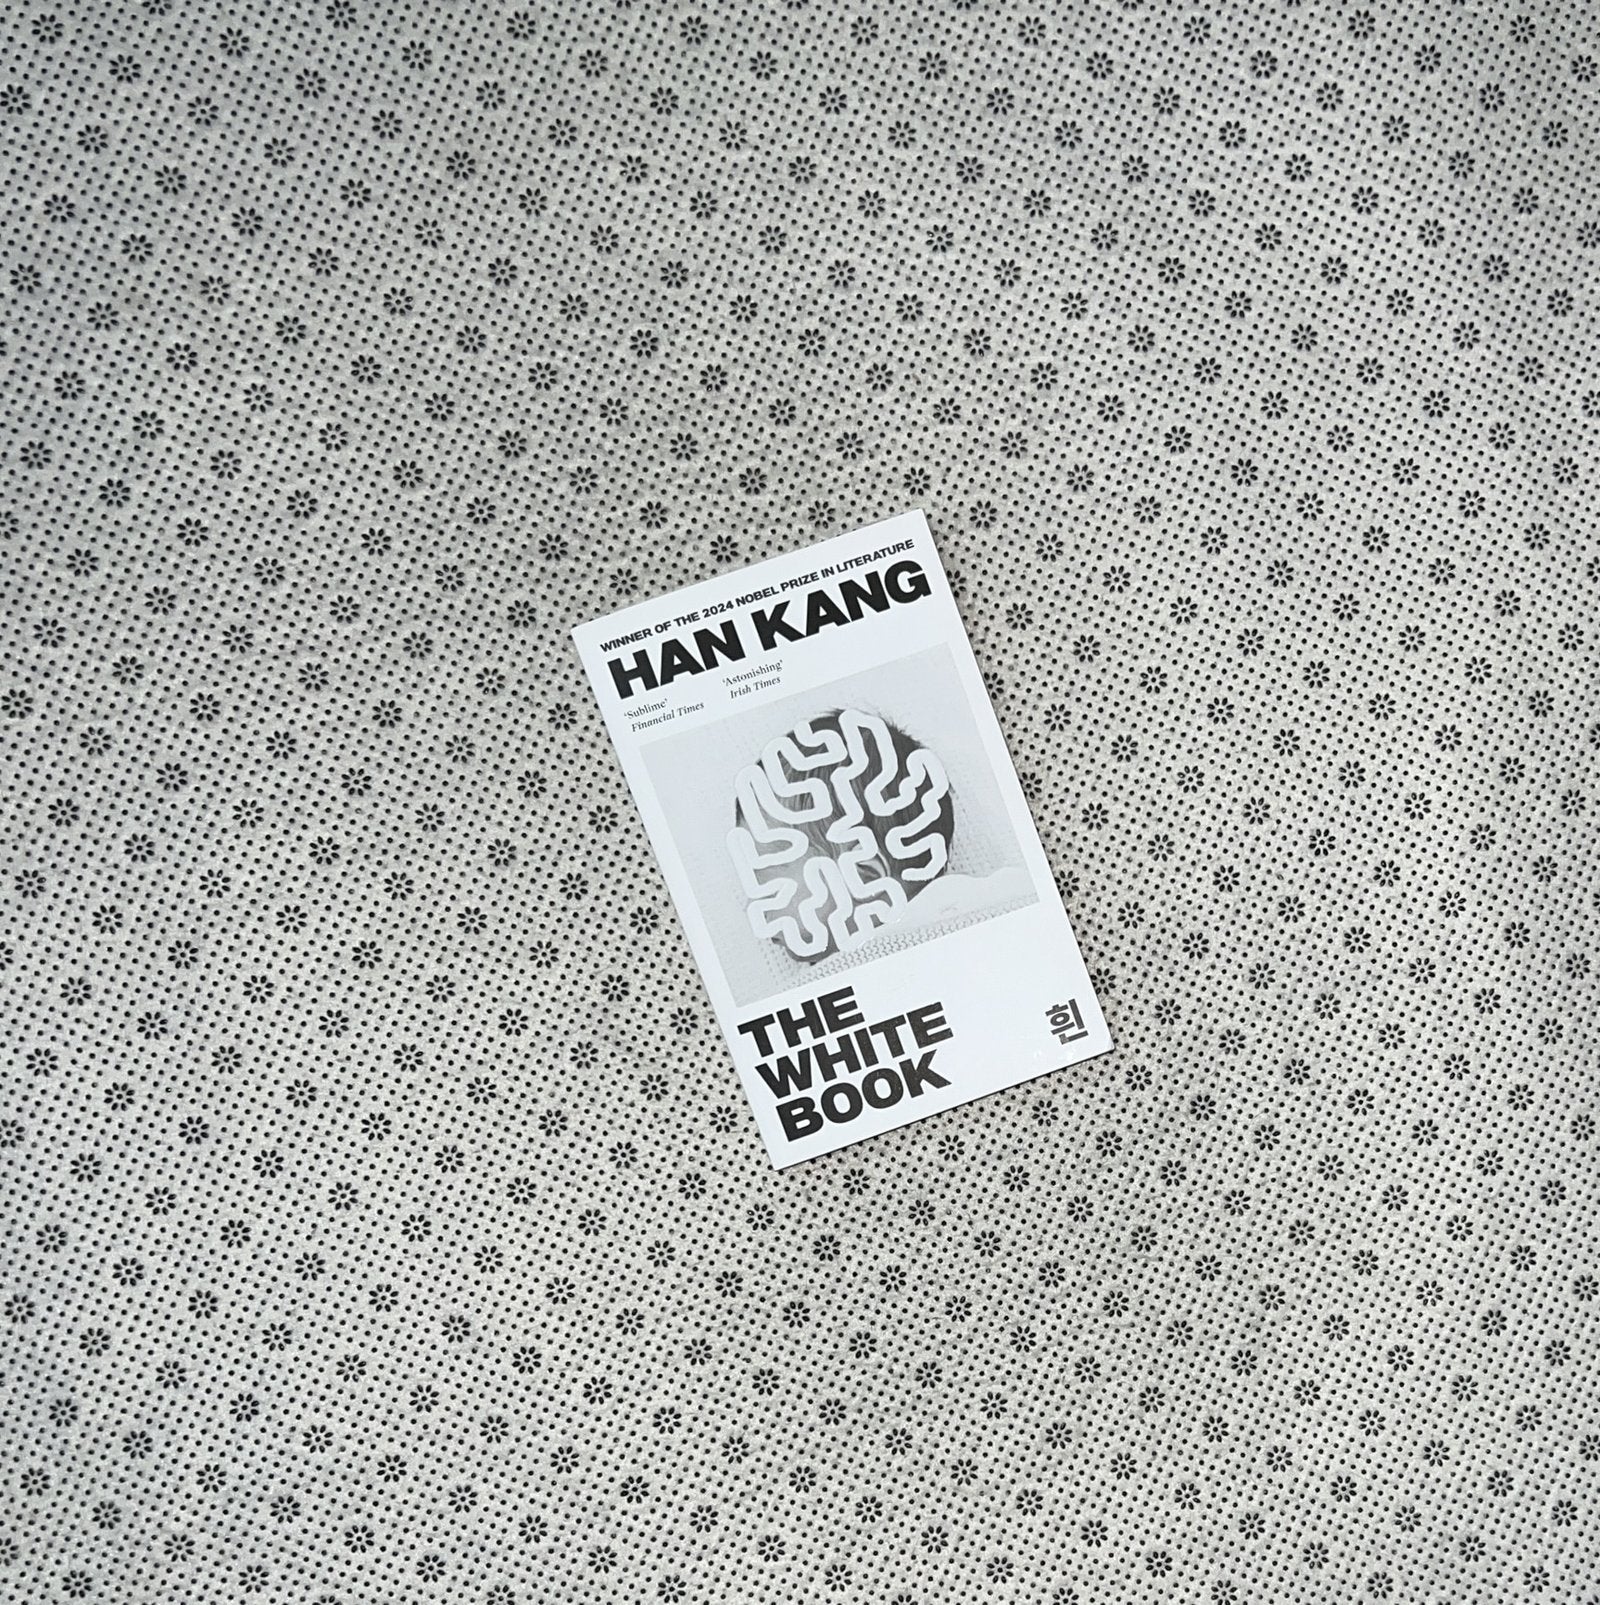 WINNER OF THE 2024 NOBEL PRIZE IN LITERATURE
HAN KANG
‘Sublime’
Financial Times
‘Astonishing’
Irish Times
THE
WHITE
BOOK
흰